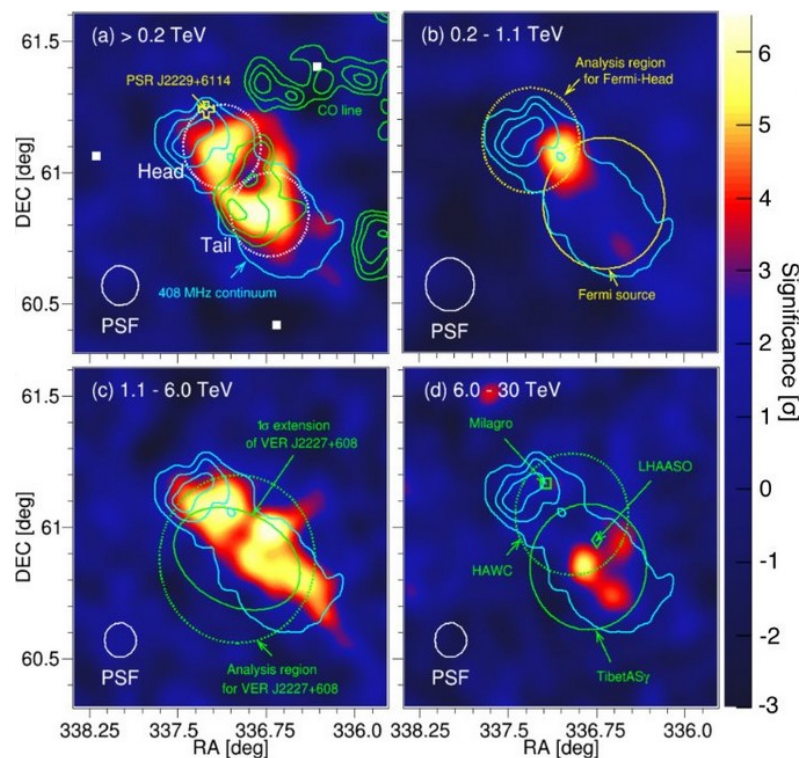 61.5
61.0
60.5
DEC [deg]
(a) > 0.2 TeV
PSR J2229+6114
CO line
Head
Tail
408 MHz continuum
PSF
(b) 0.2 - 1.1 TeV
Analysis region
for Fermi-Head
Fermi source
PSF
6
5
4
3
2
1
0
-1
-2
-3
Significance [σ]
61.5
61.0
60.5
DEC [deg]
(c) 1.1 - 6.0 TeV
1σ extension
of VER J2227+608
Analysis region
for VER J2227+608
PSF
(d) 6.0 - 30 TeV
Milagro
LHAASO
HAWC
TibetASγ
PSF
338.25 337.5 336.75 336.0
RA [deg]
338.25 337.5 336.75 336.0
RA [deg]